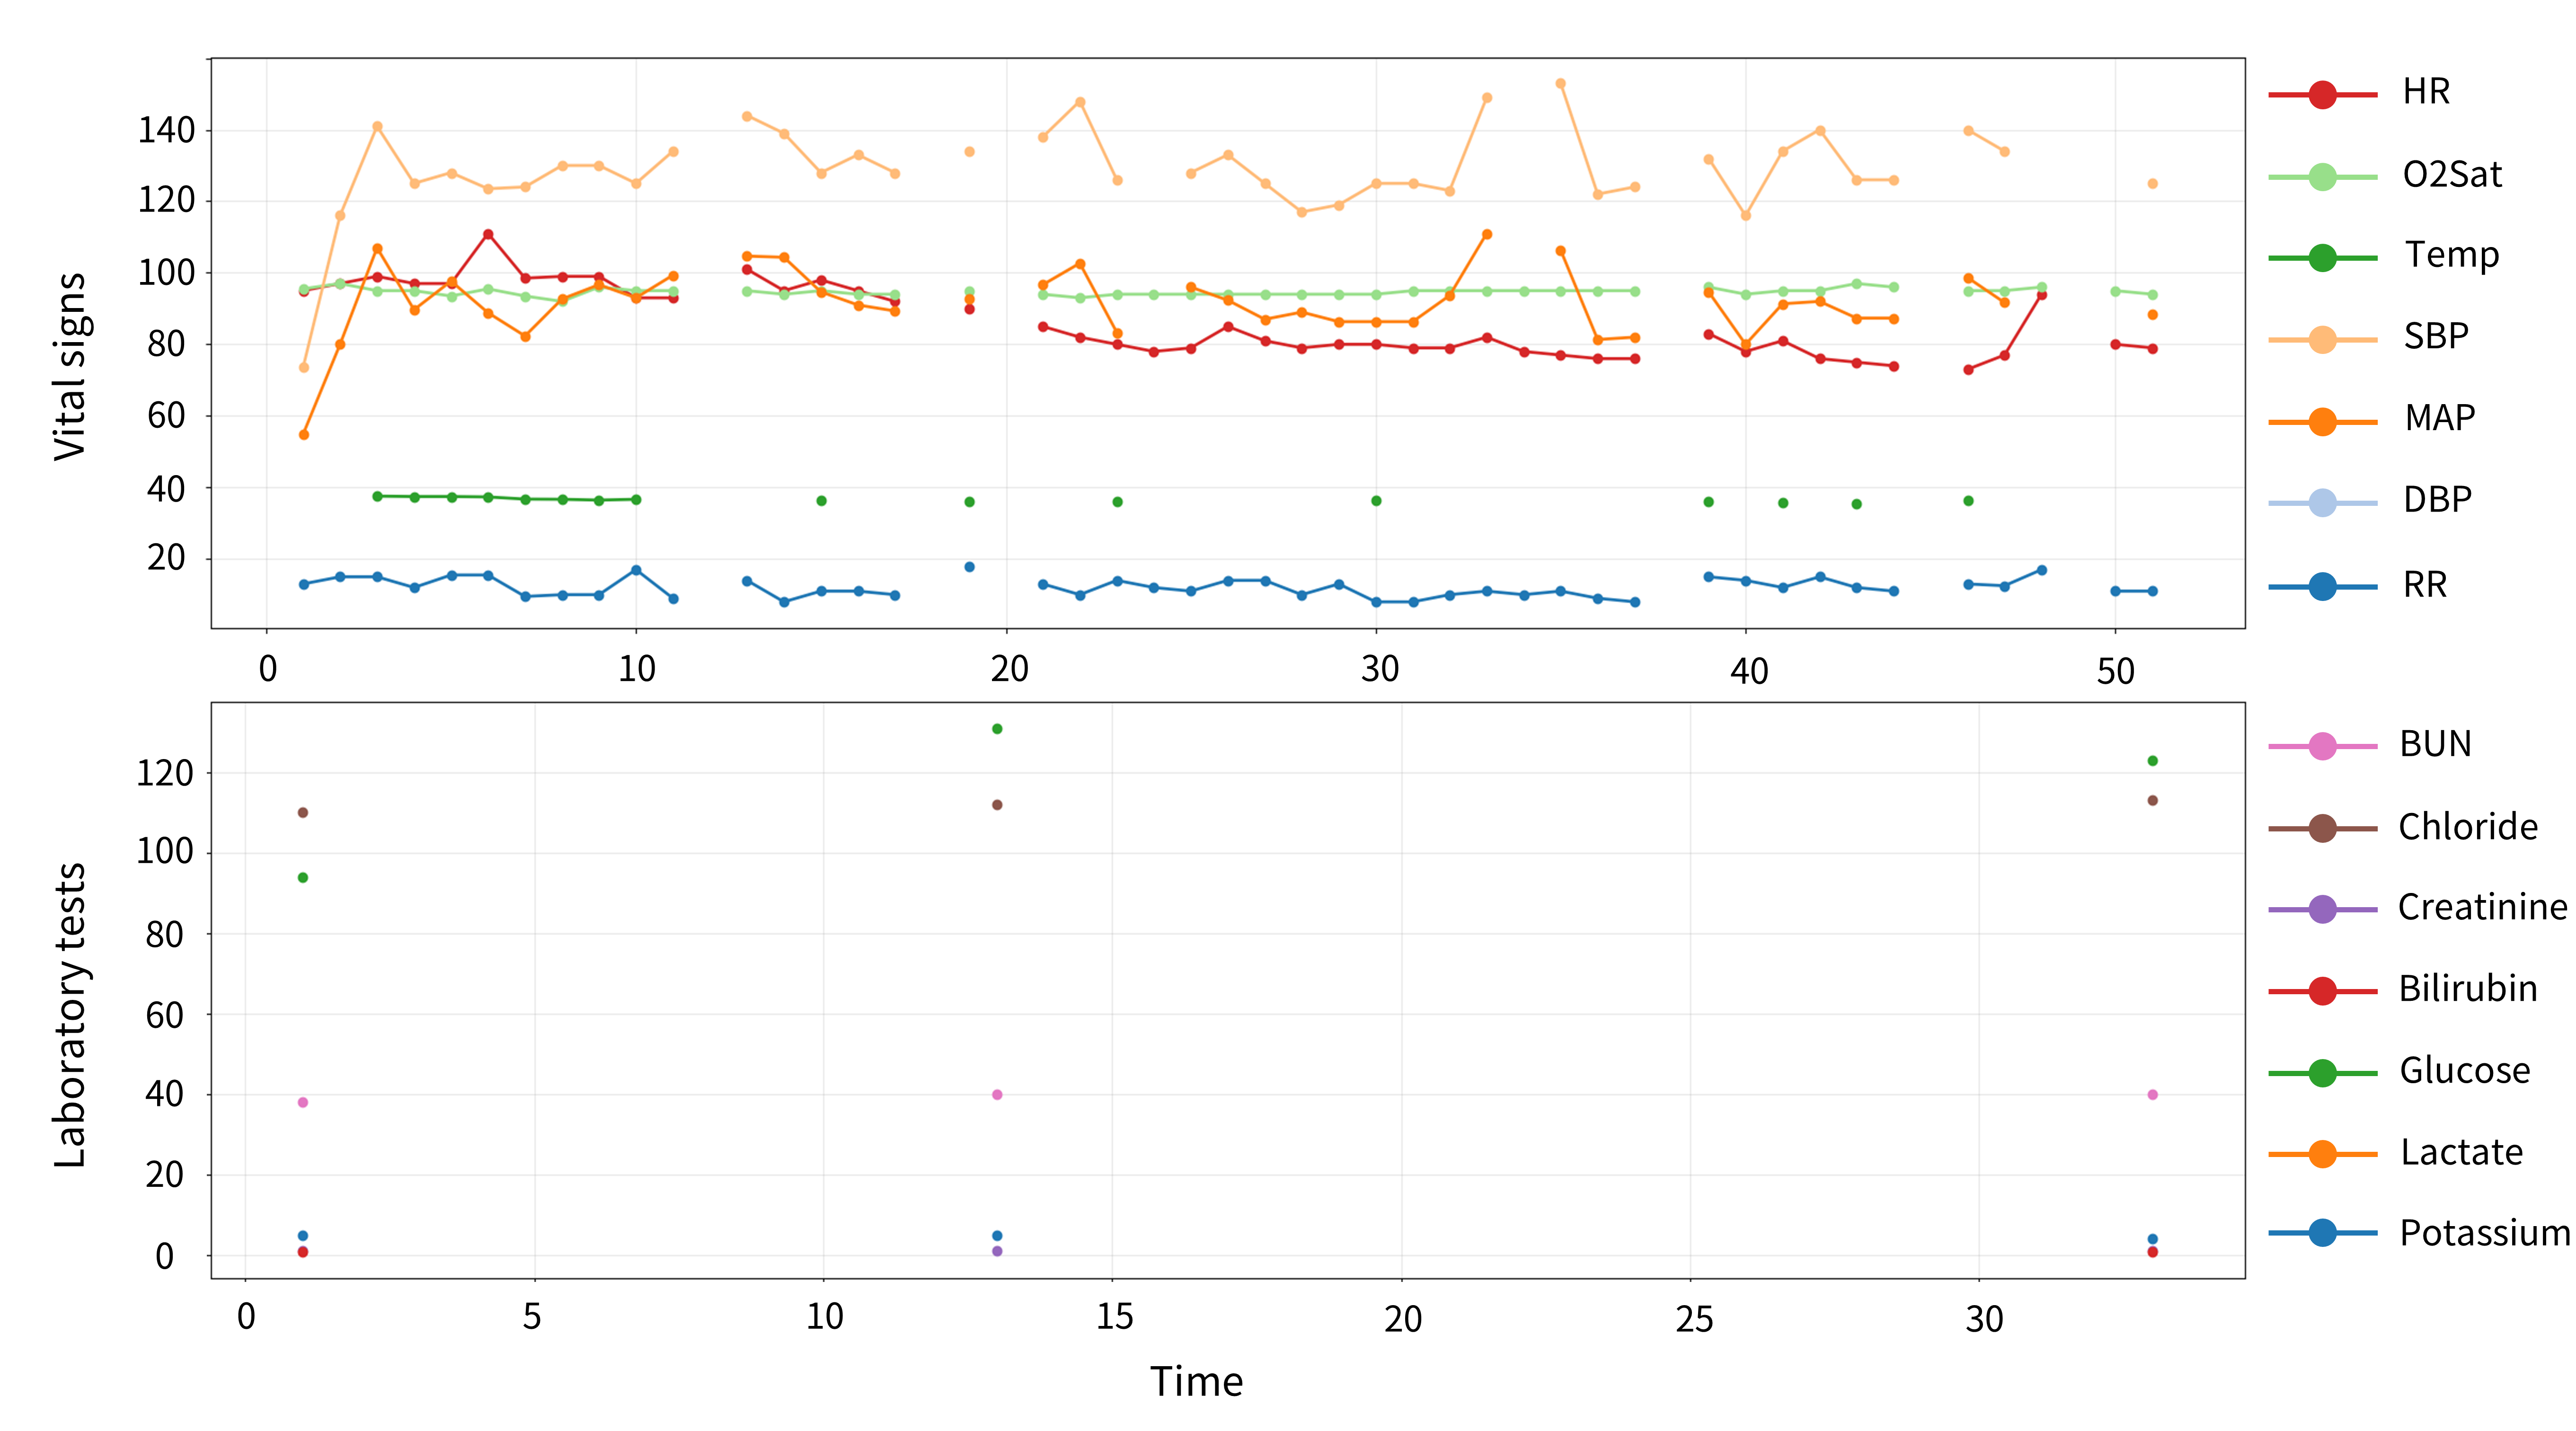 Vital signs
140
120
100
80
60
40
20
0 10 20 30 40 50
HR
O2Sat
Temp
SBP
MAP
DBP
RR
Laboratory tests
120
100
80
60
40
20
0
0 5 10 15 20 25 30
Time
BUN
Chloride
Creatinine
Bilirubin
Glucose
Lactate
Potassium